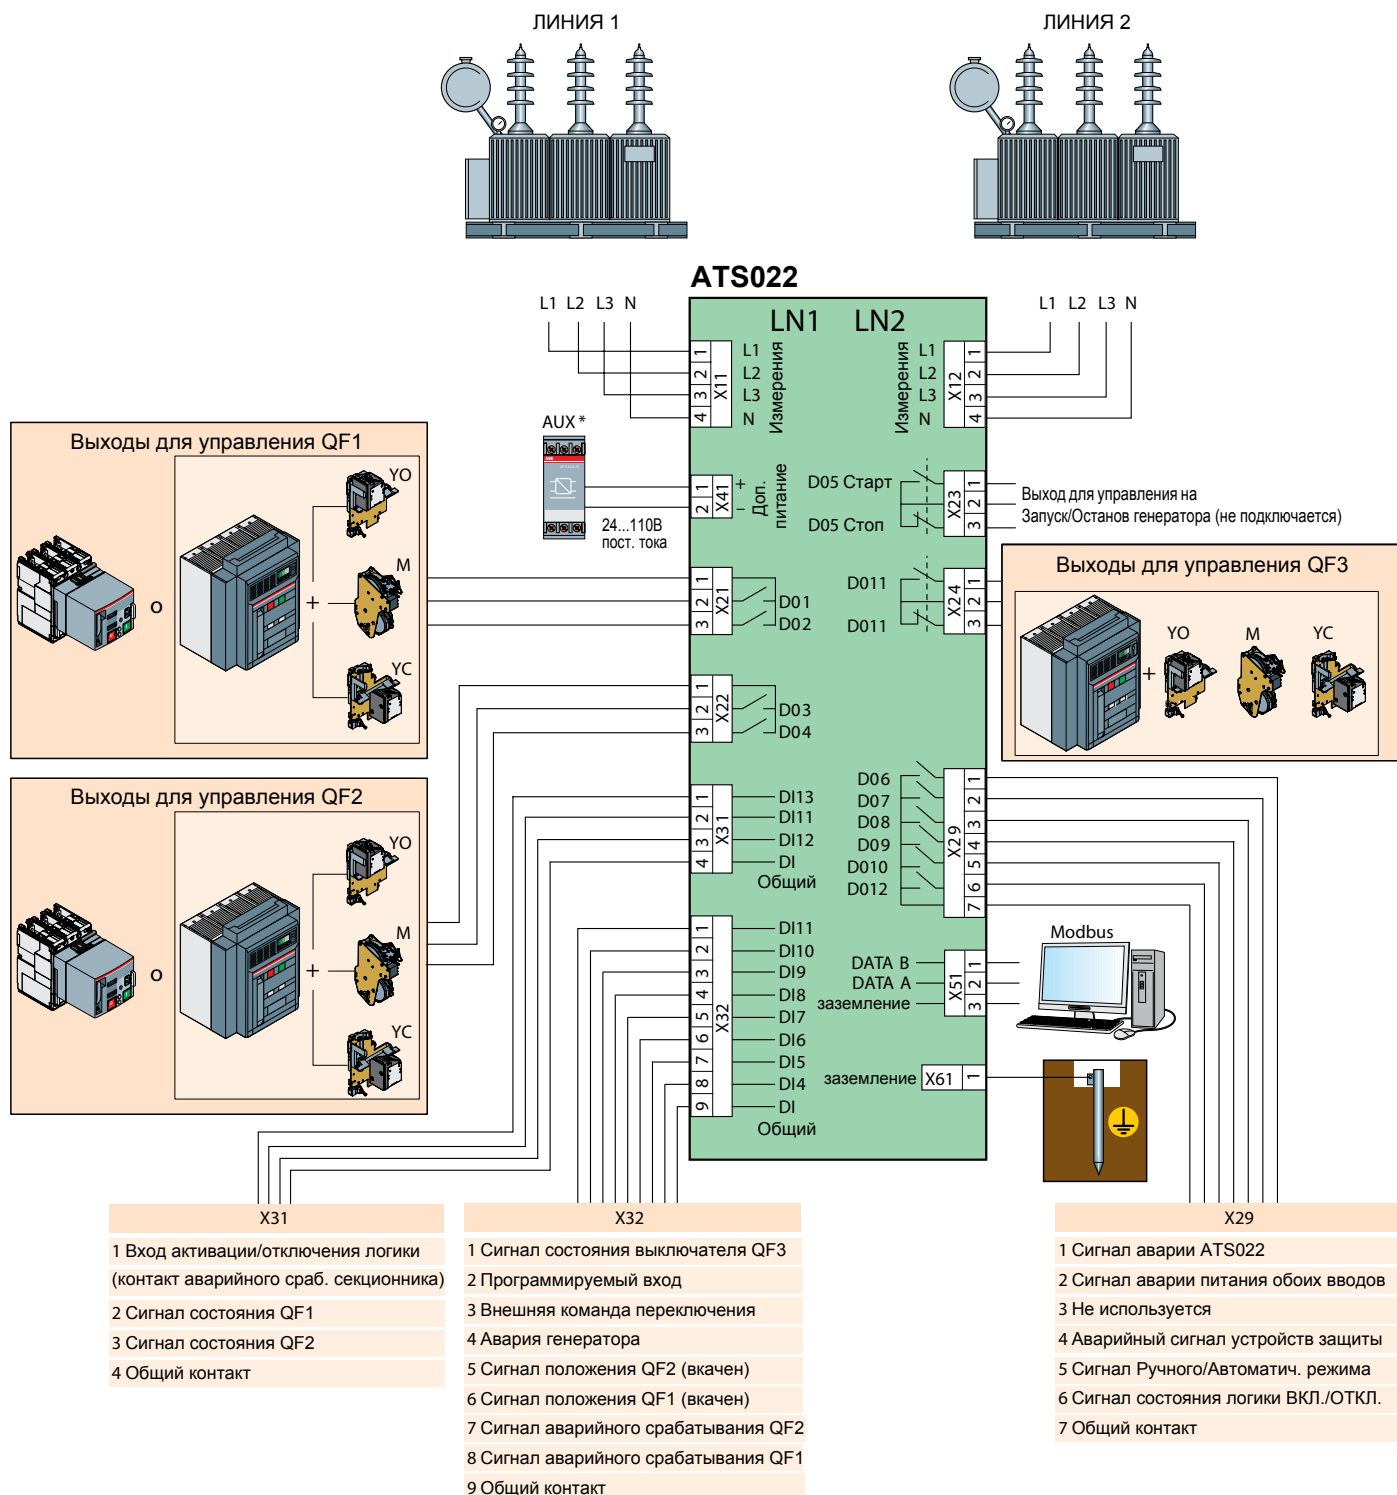 ЛИНИЯ 1
ЛИНИЯ 2
ATS022
L1 L2 L3 N
LN1 LN2
L1 L2 L3 N
1 2 3 4
X11
L1
L2
L3
N
Измерения
Измерения
L1
L2
L3
N
X12
1 2 3 4
AUX *
ABB
24...110В
пост. тока
1 2
X41
+
–
Доп.
питание
D05 Старт
D05 Стоп
X23
1 2 3
Выход для управления на
Запуск/Останов генератора (не подключается)
Выходы для управления QF1
о
+
YO
M
YC
1 2 3
X21
D01
D02
D011
D011
X24
1 2 3
Выходы для управления QF3
+
YO
M
YC
1 2 3
X22
D03
D04
Выходы для управления QF2
о
+
YO
M
YC
1 2 3 4
X31
DI13
DI11
DI12
DI
Общий
D06
D07
D08
D09
D010
D012
X29
1 2 3 4 5 6 7
1 2 3 4 5 6 7 8 9
X32
DI11
DI10
DI9
DI8
DI7
DI6
DI5
DI4
DI
Общий
DATA B
DATA A
заземление
X51
1 2 3
Modbus
заземление
X61
1
X31
1 Вход активации/отключения логики
(контакт аварийного сраб. секционника)
2 Сигнал состояния QF1
3 Сигнал состояния QF2
4 Общий контакт
X32
1 Сигнал состояния выключателя QF3
2 Программируемый вход
3 Внешняя команда переключения
4 Авария генератора
5 Сигнал положения QF2 (вкачен)
6 Сигнал положения QF1 (вкачен)
7 Сигнал аварийного срабатывания QF2
8 Сигнал аварийного срабатывания QF1
9 Общий контакт
X29
1 Сигнал аварии ATS022
2 Сигнал аварии питания обоих вводов
3 Не используется
4 Аварийный сигнал устройств защиты
5 Сигнал Ручного/Автоматич. режима
6 Сигнал состояния логики ВКЛ./ОТКЛ.
7 Общий контакт